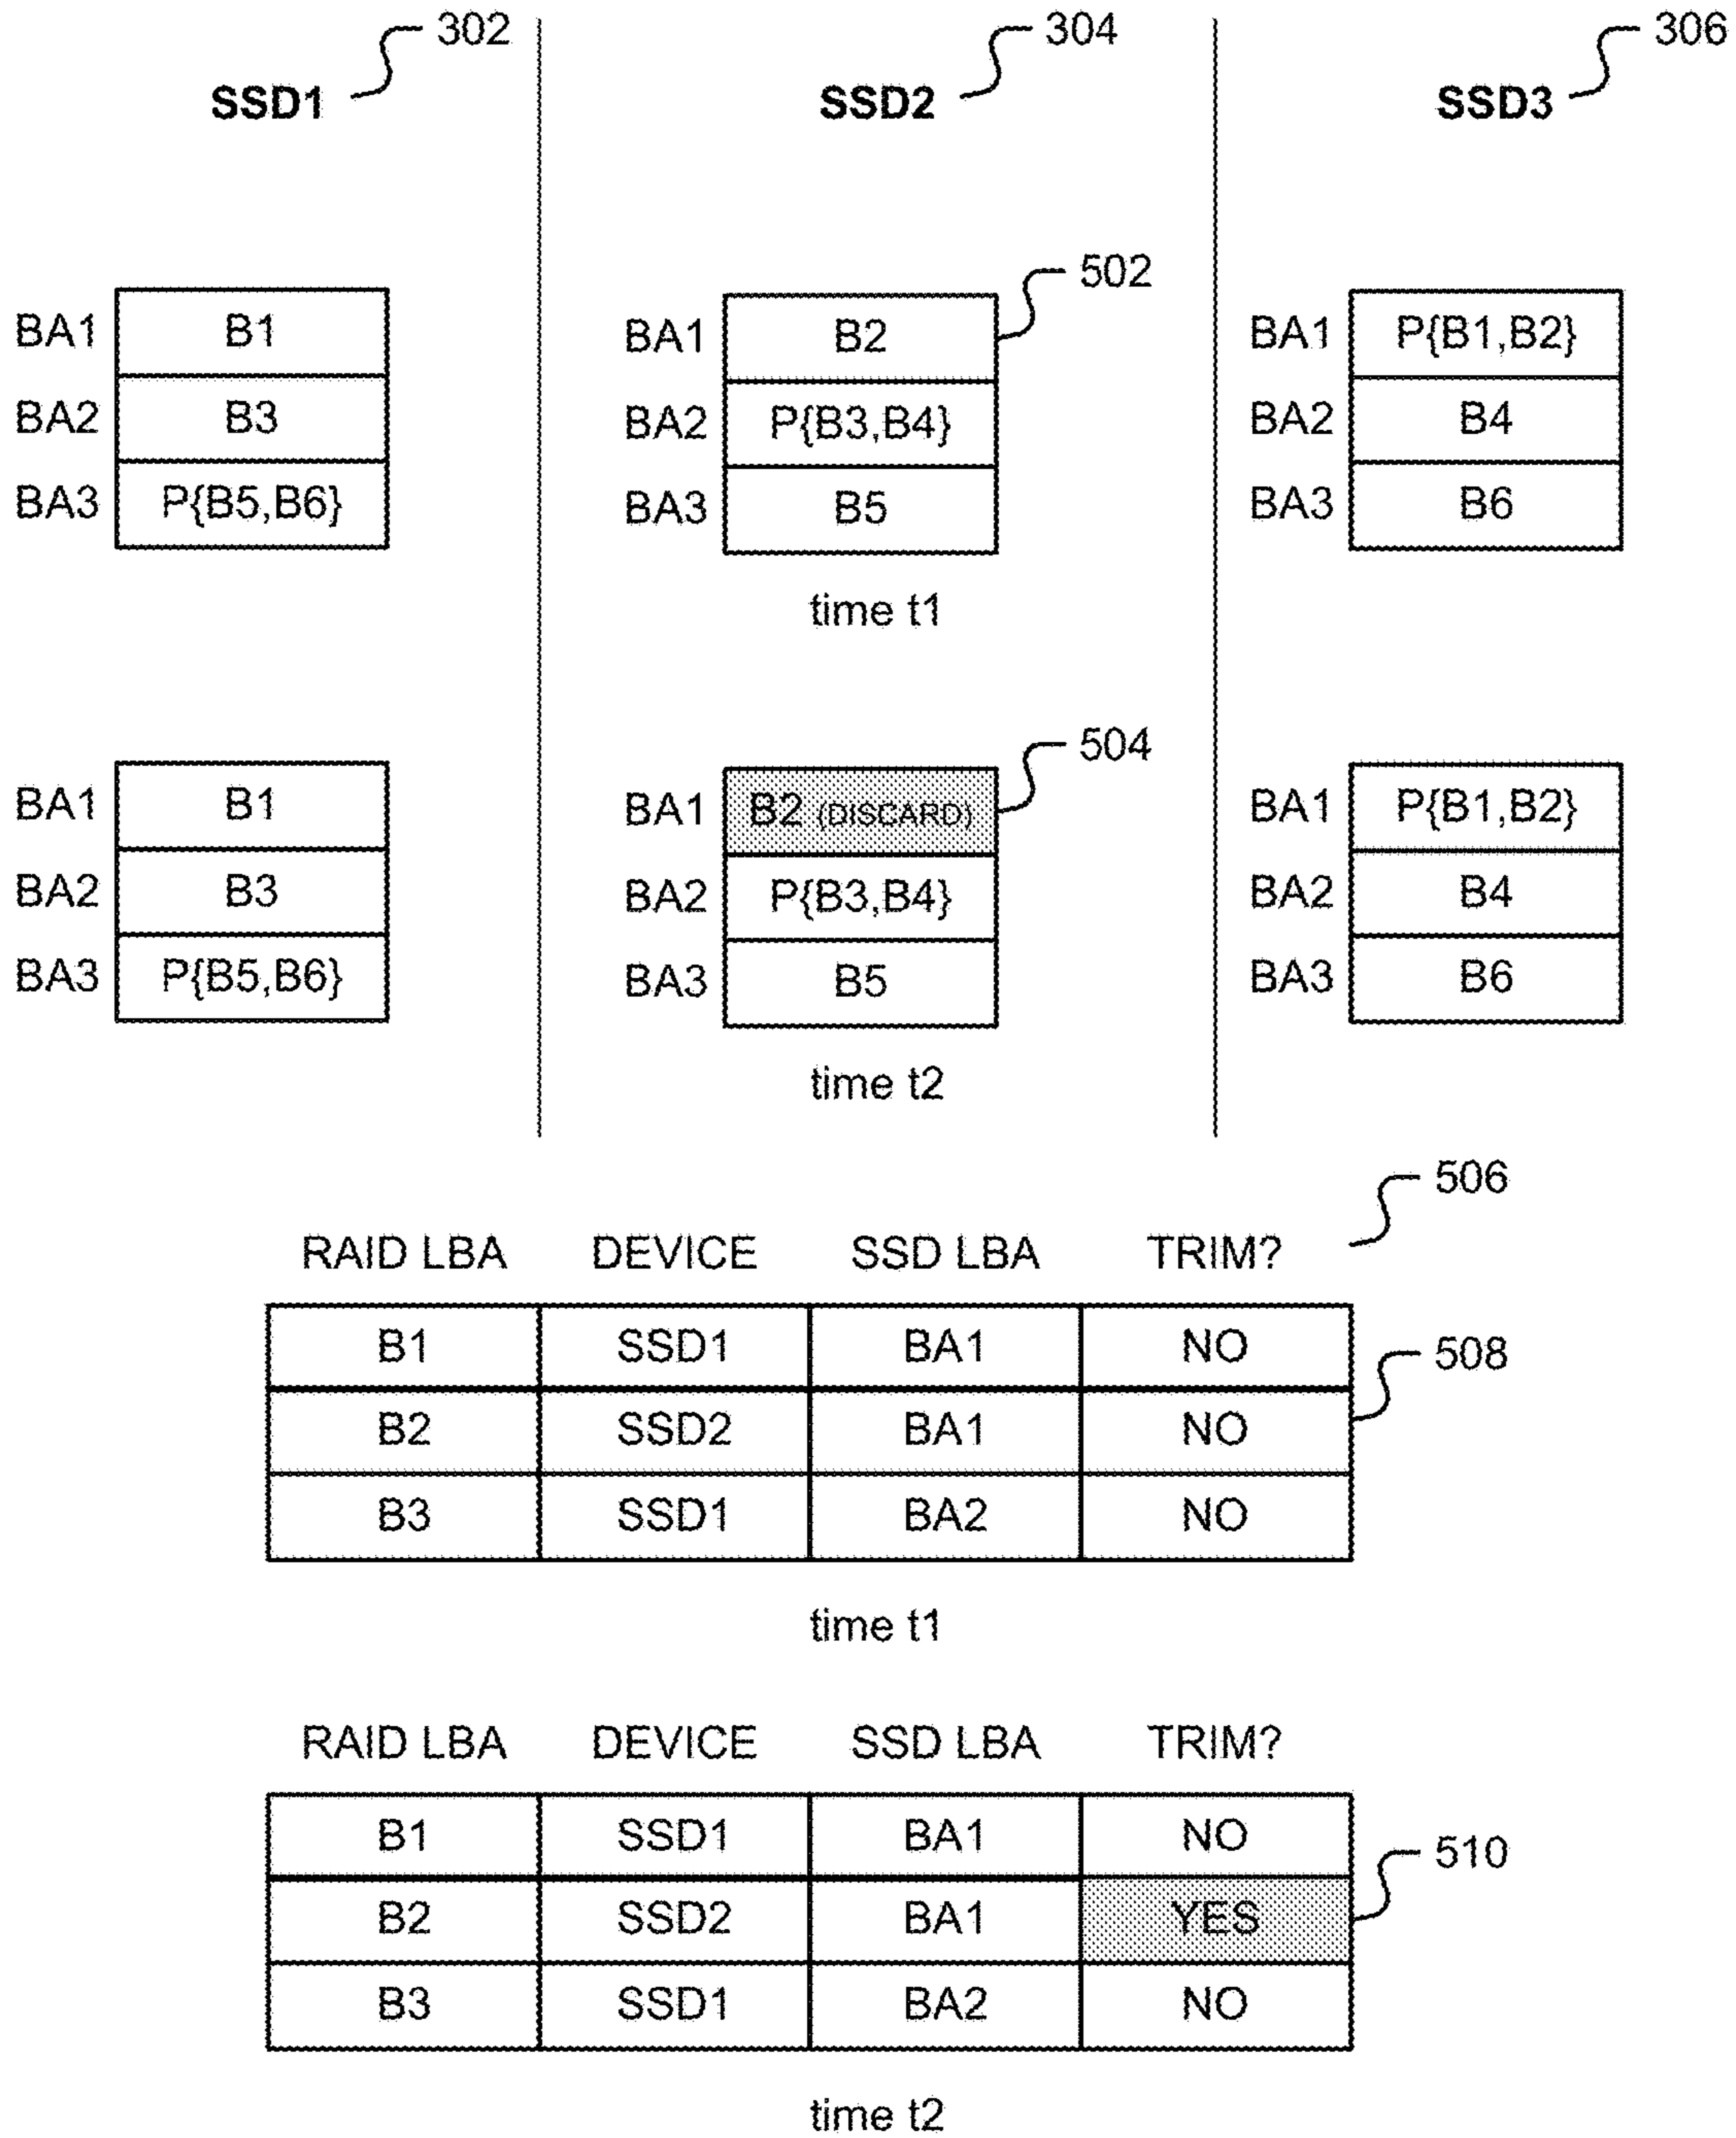 302 304 306
SSD1 SSD2 SSD3
502
BA1 B1 BA1 B2 BA1 P{B1,B2}
BA2 B3 BA2 P{B3,B4} BA2 B4
BA3 P{B5,B6} BA3 B5 BA3 B6
time t1
504
BA1 B1 BA1 B2 (DISCARD) BA1 P{B1,B2}
BA2 B3 BA2 P{B3,B4} BA2 B4
BA3 P{B5,B6} BA3 B5 BA3 B6
time t2
506
RAID LBA DEVICE SSD LBA TRIM?
B1 SSD1 BA1 NO
508
B2 SSD2 BA1 NO
B3 SSD1 BA2 NO
time t1
RAID LBA DEVICE SSD LBA TRIM?
B1 SSD1 BA1 NO
510
B2 SSD2 BA1 YES
B3 SSD1 BA2 NO
time t2